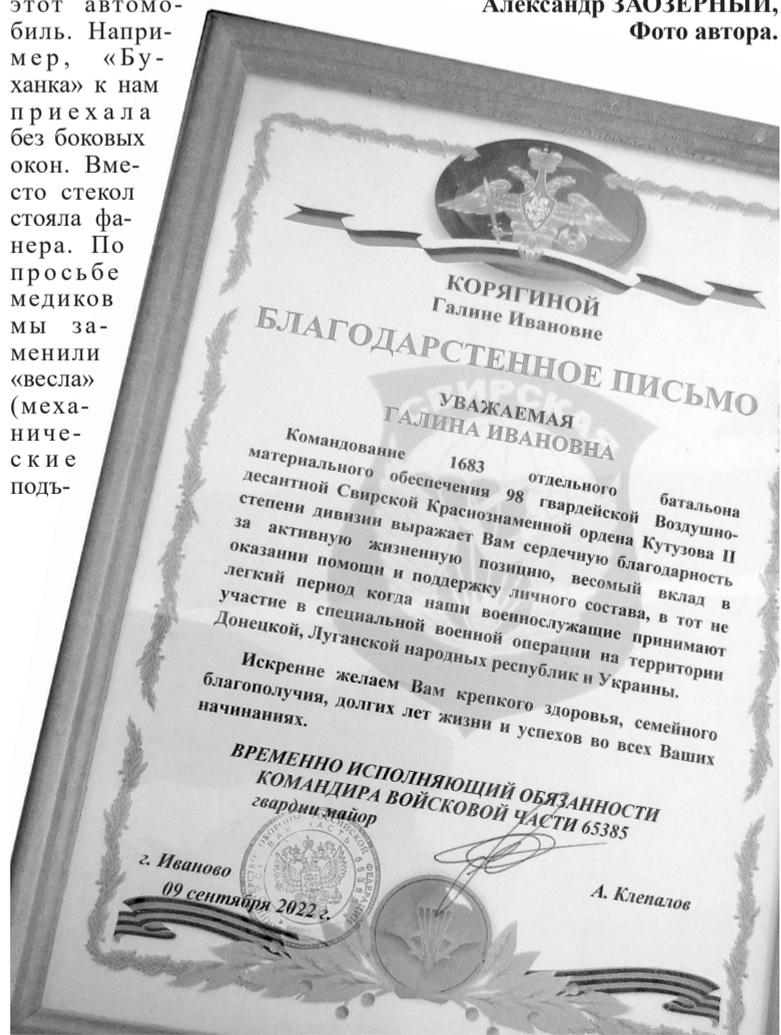 этот автомо-
биль. Напри-
мер, «Бу-
ханка» к нам
приехала
без боковых
окон. Вме-
сто стекол
стояла фа-
нера. По
просьбе
медиков
мы за-
менили
«весла»
(меха-
ниче-
ские
подъ-
Александр ЗАОЗЕРНЫЙ,
Фото автора.
КОРЯГИНОЙ
Галине Ивановне
БЛАГОДАРСТЕННОЕ ПИСЬМО
СВИРСКАЯ
УВАЖАЕМАЯ
ГАЛИНА ИВАНОВНА
Командование 1683 отдельного батальона
материального обеспечения 98 гвардейской Воздушно-
десантной Свирской Краснознаменной ордена Кутузова II
степени дивизии выражает Вам сердечную благодарность
за активную жизненную позицию, весомый вклад в
оказании помощи и поддержку личного состава, в тот не
легкий период когда наши военнослужащие принимают
участие в специальной военной операции на территории
Донецкой, Луганской народных республик и Украины.
Искренне желаем Вам крепкого здоровья, семейного
благополучия, долгих лет жизни и успехов во всех Ваших
начинаниях.
ВРЕМЕННО ИСПОЛНЯЮЩИЙ ОБЯЗАННОСТИ
КОМАНДИРА ВОЙСКОВОЙ ЧАСТИ 65385
гвардии майор
г. Иваново
09 сентября 2022 г.
А. Клепалов